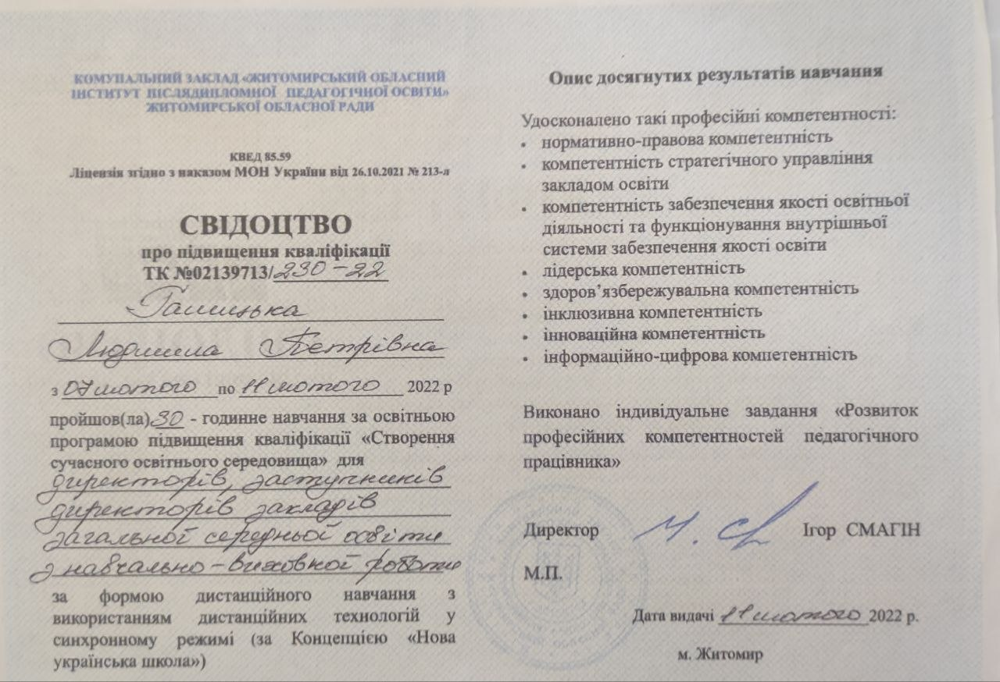 КОМУНАЛЬНИЙ ЗАКЛАД «ЖИТОМИРСЬКИЙ ОБЛАСНИЙ
ІНСТИТУТ ПІСЛЯДИПЛОМНОЇ ПЕДАГОГІЧНОЇ ОСВІТИ»
ЖИТОМИРСЬКОЇ ОБЛАСНОЇ РАДИ
КВЕД 85.59
Ліцензія згідно з наказом МОН України від 26.10.2021 № 213-л
СВІДОЦТВО
про підвищення кваліфікації
ТК №02139713/230-22
Галицька
Людмила Петрівна
з 07 лютого по 11 лютого 2022 р
пройшов(ла) 30 - годинне навчання за освітньою
програмою підвищення кваліфікації «Створення
сучасного освітнього середовища» для
директорів, заступників
директорів закладів
загальної середньої освіти
з навчально-виховної роботи
за формою дистанційного навчання з
використанням дистанційних технологій у
синхронному режимі (за Концепцією «Нова
українська школа»)
Опис досягнутих результатів навчання
Удосконалено такі професійні компетентності:
• нормативно-правова компетентність
• компетентність стратегічного управління
закладом освіти
• компетентність забезпечення якості освітньої
діяльності та функціонування внутрішньої
системи забезпечення якості освіти
• лідерська компетентність
• здоров’язбережувальна компетентність
• інклюзивна компетентність
• інноваційна компетентність
• інформаційно-цифрова компетентність
Виконано індивідуальне завдання «Розвиток
професійних компетентностей педагогічного
працівника»
Директор Ігор СМАГІН
М.П.
Дата видачі 11 лютого 2022 р.
м. Житомир